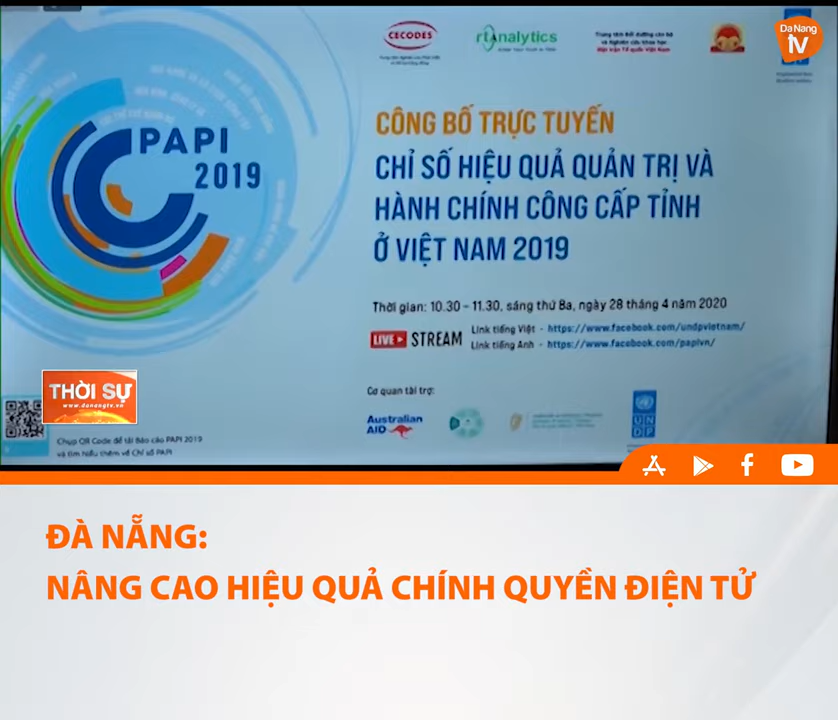 CECODES
rtAnalytics
Da Nang
tv
PAPI
2019
CÔNG BỐ TRỰC TUYẾN
CHỈ SỐ HIỆU QUẢ QUẢN TRỊ VÀ
HÀNH CHÍNH CÔNG CẤP TỈNH
Ở VIỆT NAM 2019
Thời gian: 10.30 - 11.30, sáng thứ Ba, ngày 28 tháng 4 năm 2020
LIVE STREAM
Link tiếng Việt - https://www.facebook.com/undpvietnam/
Link tiếng Anh - https://www.facebook.com/papivn/
Cơ quan tài trợ:
Australian
AID
UN
DP
THỜI SỰ
www.danangtv.vn
Chụp QR Code để tải Báo cáo PAPI 2019
và tìm hiểu thêm về Chỉ số PAPI
ĐÀ NẴNG:
NÂNG CAO HIỆU QUẢ CHÍNH QUYỀN ĐIỆN TỬ